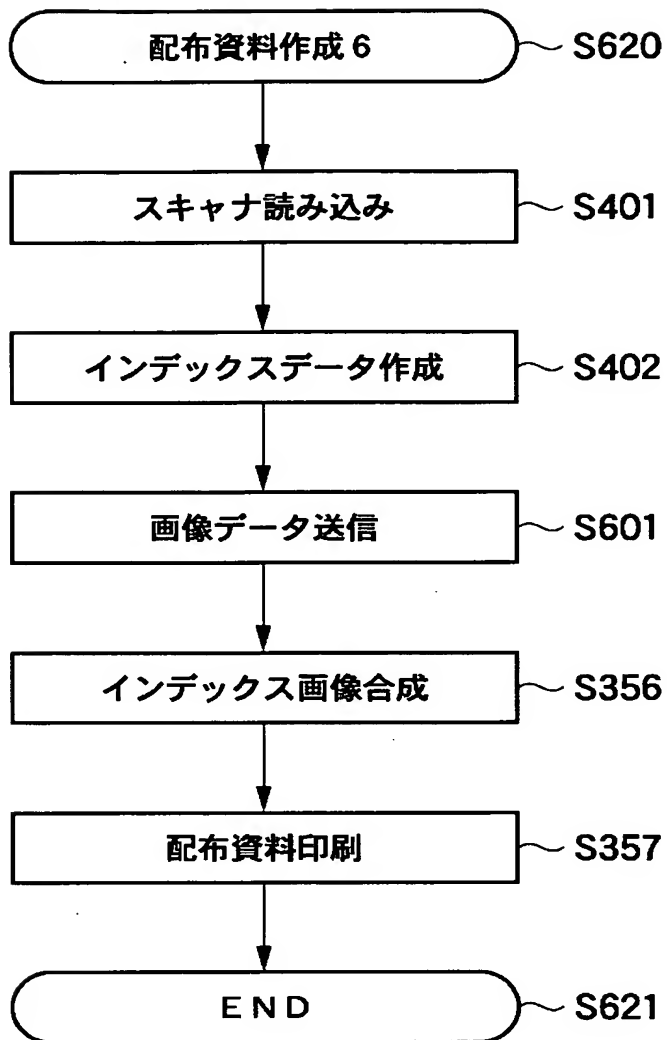 配布資料作成6 S620
スキャナ読み込み S401
インデックスデータ作成 S402
画像データ送信 S601
インデックス画像合成 S356
配布資料印刷 S357
END S621